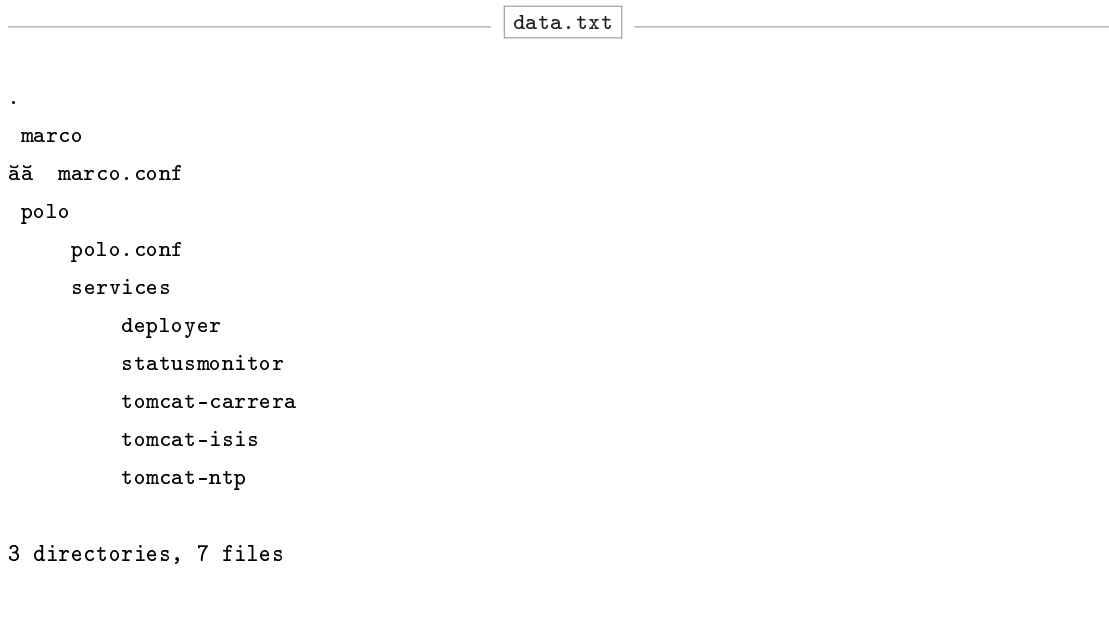 data.txt
.
 marco
ăă  marco.conf
 polo
     polo.conf
     services
         deployer
         statusmonitor
         tomcat-carrera
         tomcat-isis
         tomcat-ntp
3 directories, 7 files